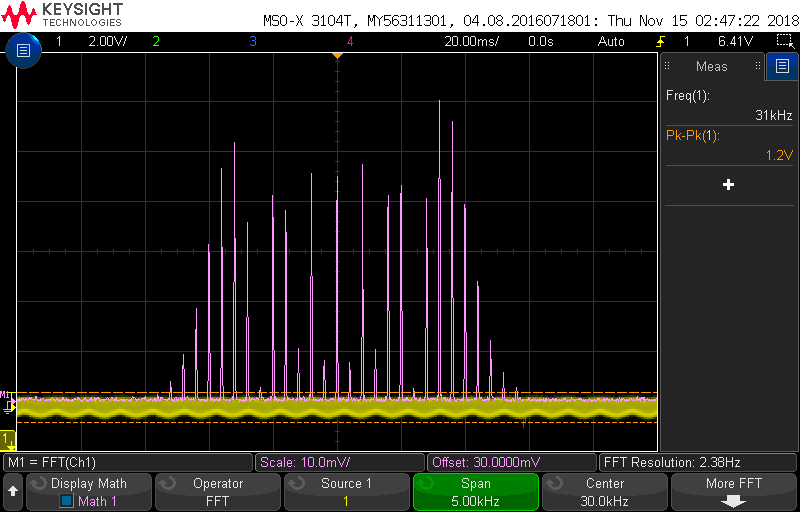 KEYSIGHT
TECHNOLOGIES
MSO-X 3104T, MY56311301, 04.08.2016071801: Thu Nov 15 02:47:22 2018
1 2.00V/ 2 3 4 20.00ms/ 0.0s Auto 1 6.41V
Meas
Freq(1):
31kHz
Pk-Pk(1):
1.2V
M1
1
M1 = FFT(Ch1)
Scale: 10.0mV/
Offset: 30.0000mV
FFT Resolution: 2.38Hz
Display Math
Math 1
Operator
FFT
Source 1
1
Span
5.00kHz
Center
30.0kHz
More FFT